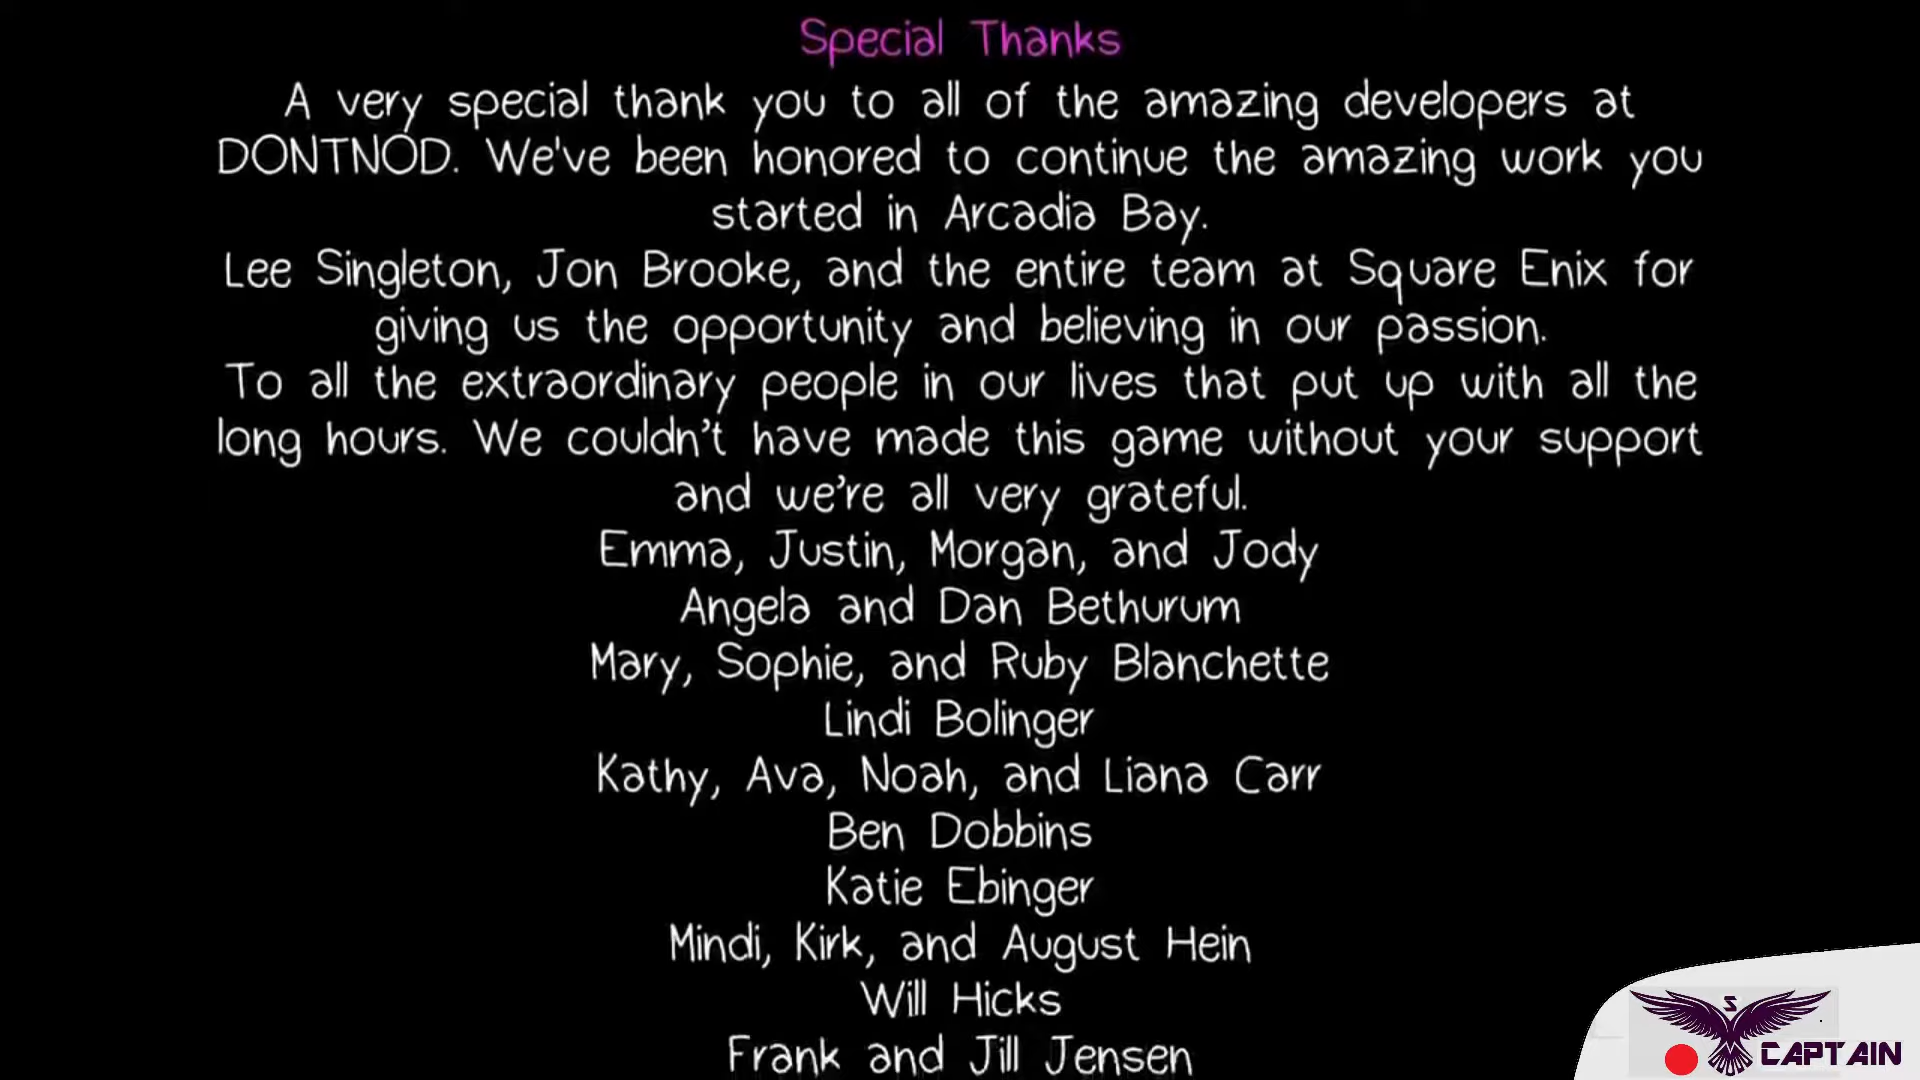 Special Thanks
A very special thank you to all of the amazing developers at
DONTNOD. We've been honored to continue the amazing work you
started in Arcadia Bay.
Lee Singleton, Jon Brooke, and the entire team at Square Enix for
giving us the opportunity and believing in our passion.
To all the extraordinary people in our lives that put up with all the
long hours. We couldn’t have made this game without your support
and we’re all very grateful.
Emma, Justin, Morgan, and Jody
Angela and Dan Bethurum
Mary, Sophie, and Ruby Blanchette
Lindi Bolinger
Kathy, Ava, Noah, and Liana Carr
Ben Dobbins
Katie Ebinger
Mindi, Kirk, and August Hein
Will Hicks
Frank and Jill Jensen
S
CAPTAIN